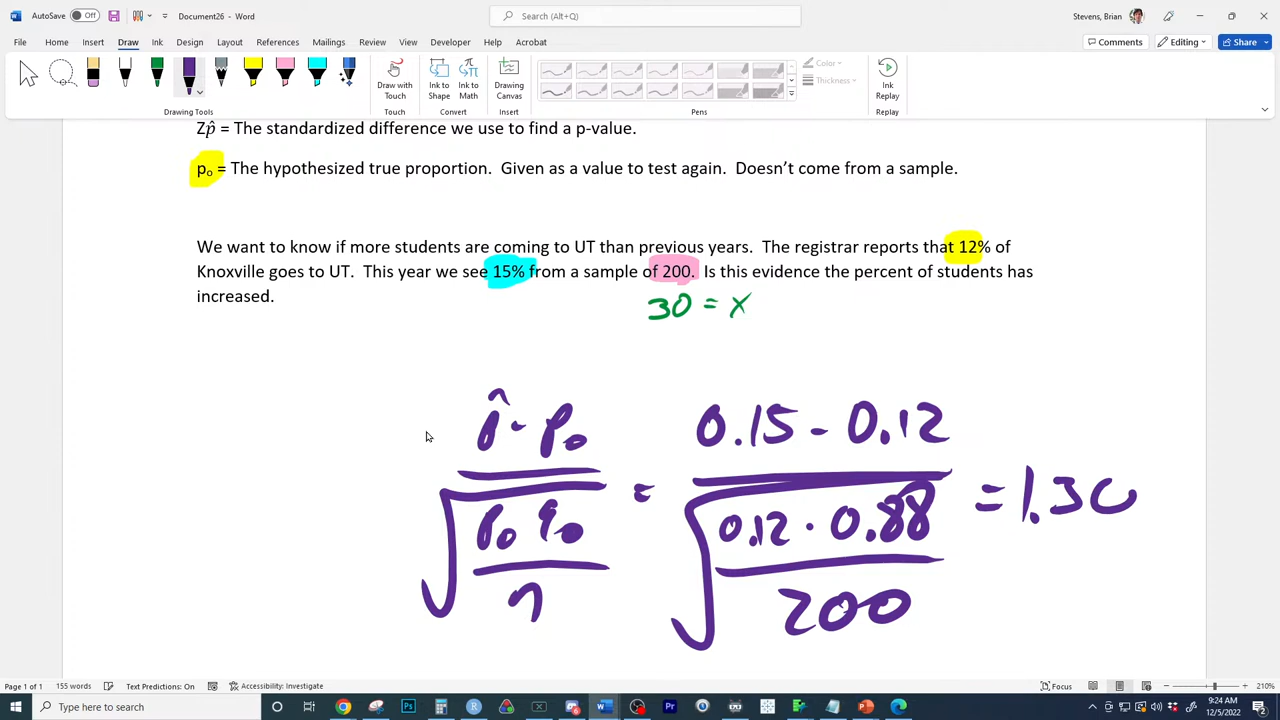 AutoSave Off Document26 - Word Search (Alt+Q) Stevens, Brian
File Home Insert Draw Ink Design Layout References Mailings Review View Developer Help Acrobat Comments Editing Share
Draw with Touch Ink to Shape Ink to Math Drawing Canvas Color Thickness Ink Replay
Drawing Tools Touch Convert Insert Pens Replay
Zp̂ = The standardized difference we use to find a p-value.
p₀ = The hypothesized true proportion. Given as a value to test again. Doesn't come from a sample.
We want to know if more students are coming to UT than previous years. The registrar reports that 12% of
Knoxville goes to UT. This year we see 15% from a sample of 200. Is this evidence the percent of students has
increased.
30 = x
p̂ - p₀ / √(p₀ q₀ / n) = 0.15 - 0.12 / √(0.12 · 0.88 / 200) = 1.30
Page 1 of 1 155 words Text Predictions: On Accessibility: Investigate Focus 210%
Type here to search 9:24 AM
12/5/2022